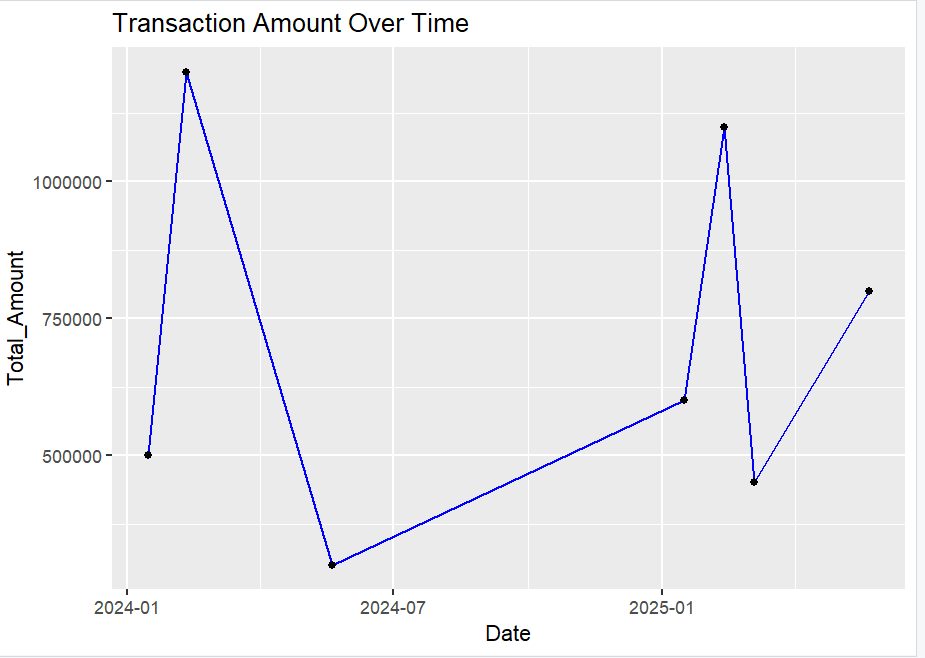 Transaction Amount Over Time
Total_Amount
1000000
750000
500000
2024-01
2024-07
2025-01
Date